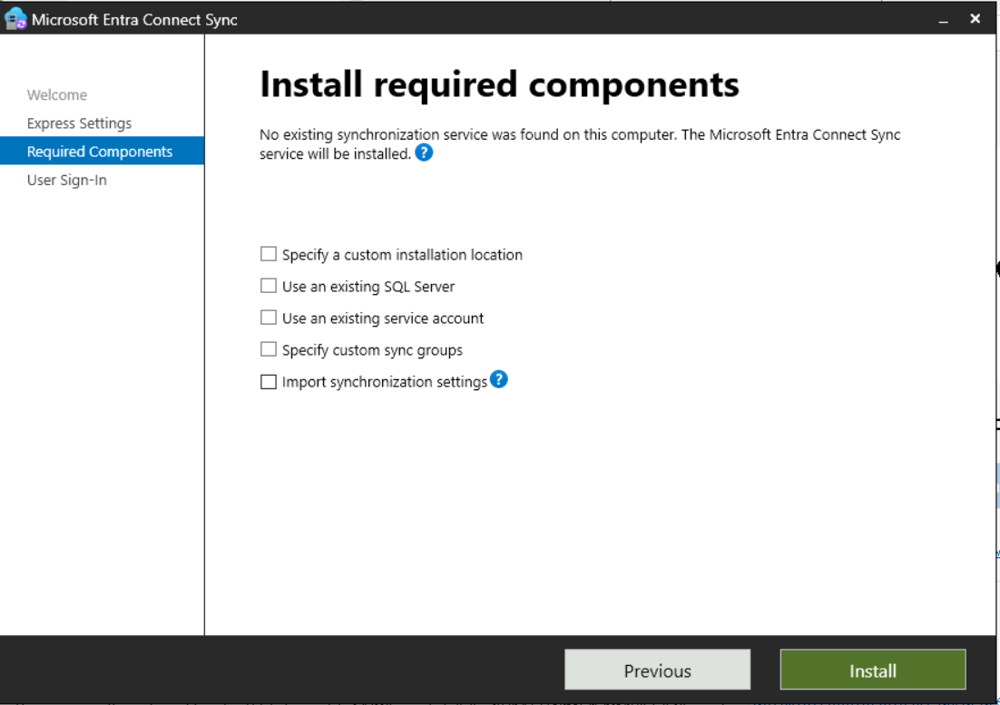 Microsoft Entra Connect Sync
Welcome
Express Settings
Required Components
User Sign-In
Install required components
No existing synchronization service was found on this computer. The Microsoft Entra Connect Sync
service will be installed. ?
Specify a custom installation location
Use an existing SQL Server
Use an existing service account
Specify custom sync groups
Import synchronization settings ?
Previous
Install